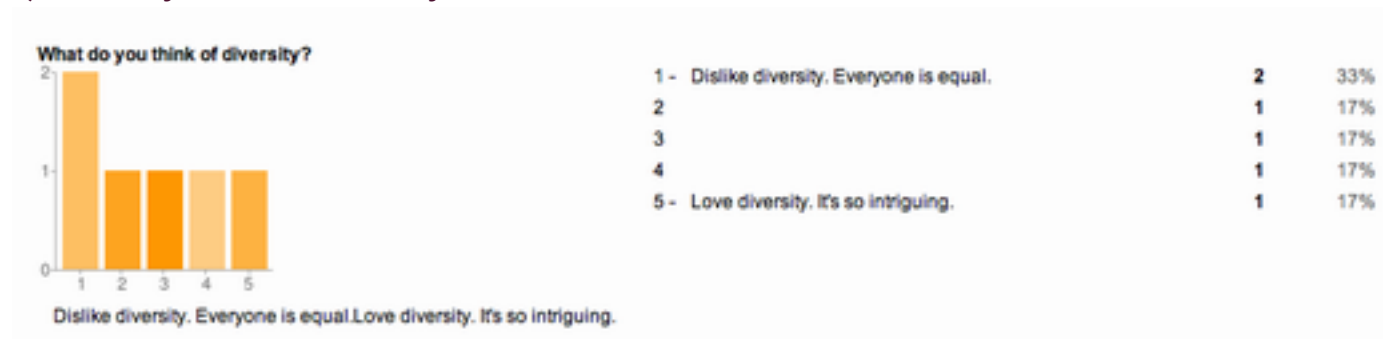 What do you think of diversity?
2
1
0
1 2 3 4 5
Dislike diversity. Everyone is equal.Love diversity. It's so intriguing.
1 - Dislike diversity. Everyone is equal. 2 33%
2 1 17%
3 1 17%
4 1 17%
5 - Love diversity. It's so intriguing. 1 17%